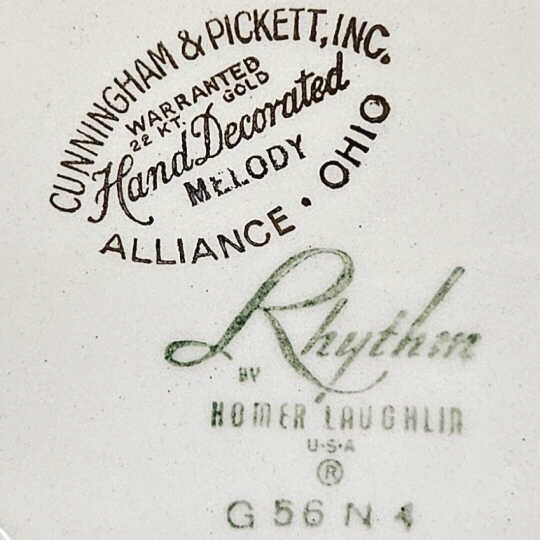 CUNNINGHAM & PICKETT, INC.
WARRANTED
22 KT. GOLD
Hand Decorated
MELODY
ALLIANCE • OHIO
Rhythm
BY
HOMER LAUGHLIN
U•S•A
®
G 56 N 4